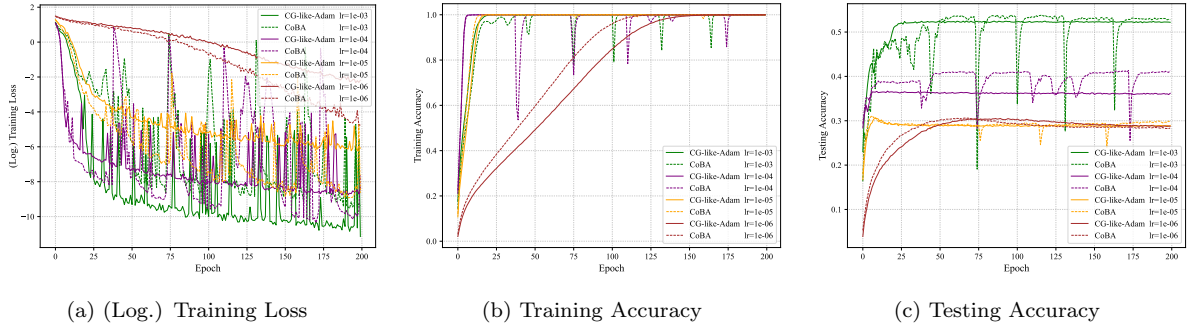 2
0
−2
−4
−6
−8
−10
(Log.) Training Loss
0 25 50 75 100 125 150 175 200
Epoch
CG-like-Adam lr=1e-03
CoBA lr=1e-03
CG-like-Adam lr=1e-04
CoBA lr=1e-04
CG-like-Adam lr=1e-05
CoBA lr=1e-05
CG-like-Adam lr=1e-06
CoBA lr=1e-06
(a) (Log.) Training Loss
1.0
0.8
0.6
0.4
0.2
0.0
Training Accuracy
0 25 50 75 100 125 150 175 200
Epoch
CG-like-Adam lr=1e-03
CoBA lr=1e-03
CG-like-Adam lr=1e-04
CoBA lr=1e-04
CG-like-Adam lr=1e-05
CoBA lr=1e-05
CG-like-Adam lr=1e-06
CoBA lr=1e-06
(b) Training Accuracy
0.5
0.4
0.3
0.2
0.1
Testing Accuracy
0 25 50 75 100 125 150 175 200
Epoch
CG-like-Adam lr=1e-03
CoBA lr=1e-03
CG-like-Adam lr=1e-04
CoBA lr=1e-04
CG-like-Adam lr=1e-05
CoBA lr=1e-05
CG-like-Adam lr=1e-06
CoBA lr=1e-06
(c) Testing Accuracy